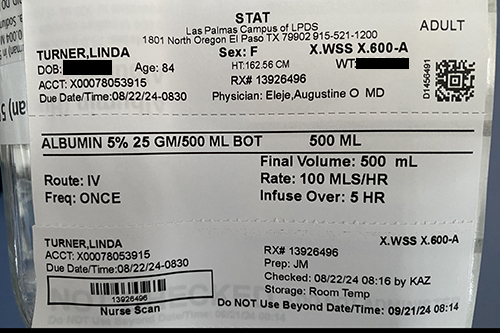 STAT
Las Palmas Campus of LPDS
1801 North Oregon El Paso TX 79902 915-521-1200
ADULT
TURNER,LINDA Sex: F X.WSS X.600-A
DOB: Age: 84 HT:162.56 CM WT:
ACCT: X00078053915 RX# 13926496
Due Date/Time:08/22/24-0830 Physician: Eleje,Augustine O MD
D1456491
ALBUMIN 5% 25 GM/500 ML BOT 500 ML
Final Volume: 500 mL
Route: IV Rate: 100 MLS/HR
Freq: ONCE Infuse Over: 5 HR
TURNER,LINDA X.WSS X.600-A
ACCT: X00078053915 RX# 13926496
Due Date/Time:08/22/24-0830 Prep: JM
Checked: 08/22/24 08:16 by KAZ
13926496 Storage: Room Temp
Nurse Scan Do NOT Use Beyond Date/Time: 09/21/24 08:14